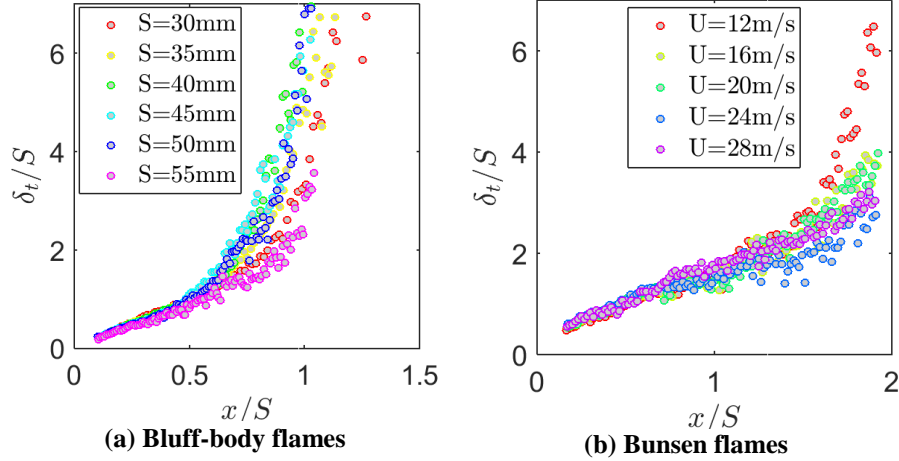 6
4
2
0
δt/S
S=30mm
S=35mm
S=40mm
S=45mm
S=50mm
S=55mm
0
0.5
1
1.5
x/S
(a) Bluff-body flames
6
4
2
0
δt/S
U=12m/s
U=16m/s
U=20m/s
U=24m/s
U=28m/s
0
1
2
x/S
(b) Bunsen flames